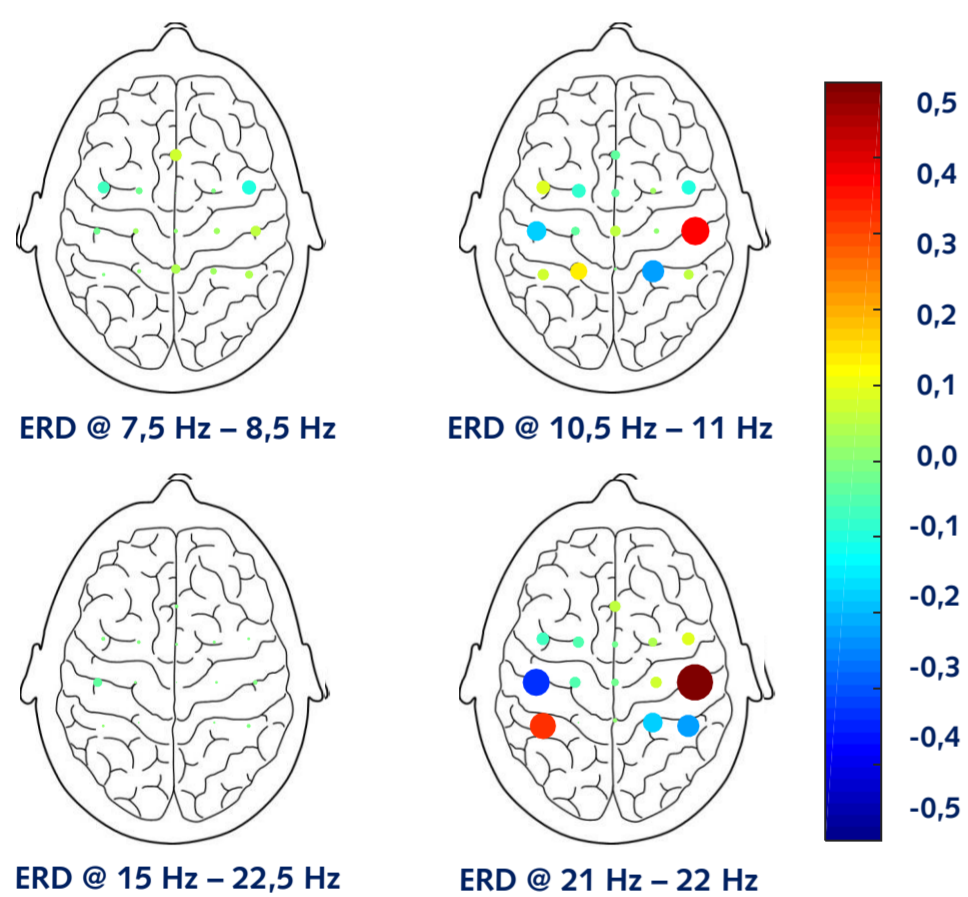 ERD @ 7,5 Hz – 8,5 Hz
ERD @ 10,5 Hz – 11 Hz
ERD @ 15 Hz – 22,5 Hz
ERD @ 21 Hz – 22 Hz
0,5
0,4
0,3
0,2
0,1
0,0
-0,1
-0,2
-0,3
-0,4
-0,5